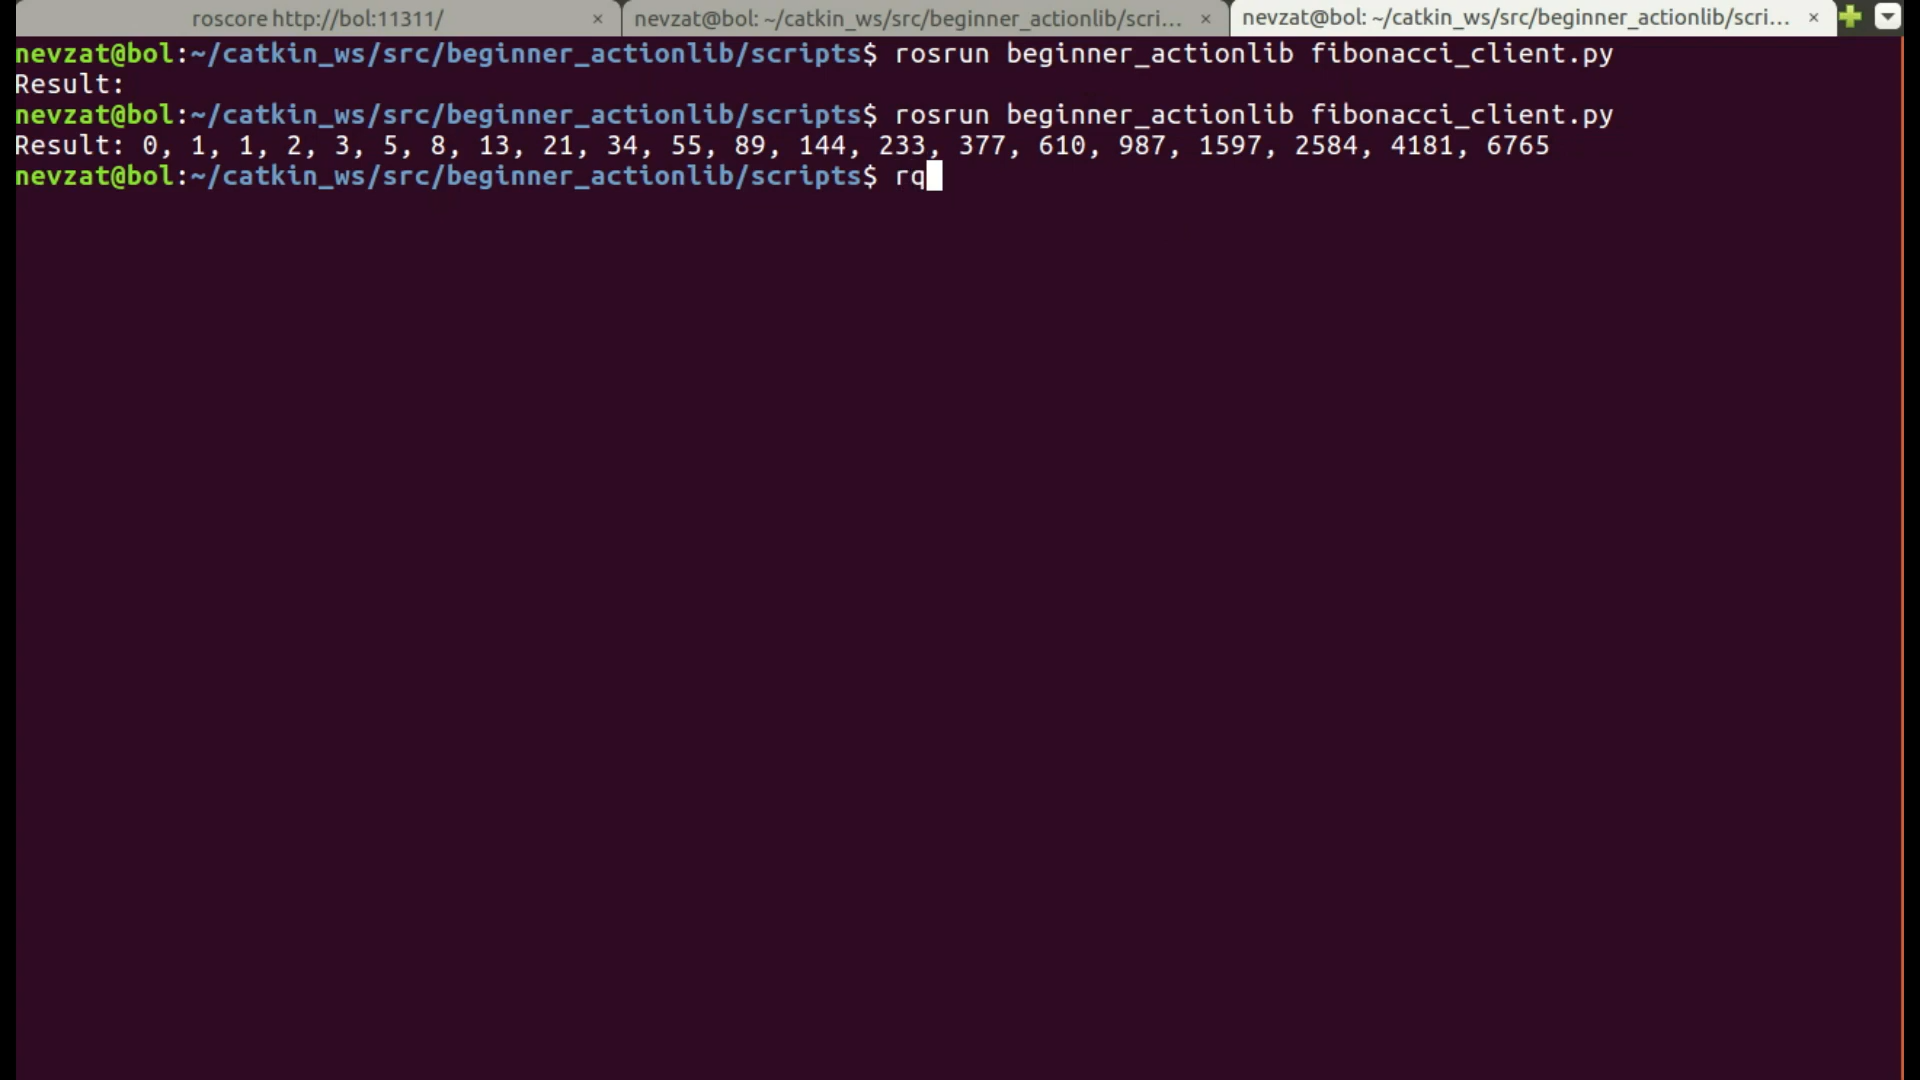 roscore http://bol:11311/ × nevzat@bol: ~/catkin_ws/src/beginner_actionlib/scri... × nevzat@bol: ~/catkin_ws/src/beginner_actionlib/scri... ×
nevzat@bol:~/catkin_ws/src/beginner_actionlib/scripts$ rosrun beginner_actionlib fibonacci_client.py
Result:
nevzat@bol:~/catkin_ws/src/beginner_actionlib/scripts$ rosrun beginner_actionlib fibonacci_client.py
Result: 0, 1, 1, 2, 3, 5, 8, 13, 21, 34, 55, 89, 144, 233, 377, 610, 987, 1597, 2584, 4181, 6765
nevzat@bol:~/catkin_ws/src/beginner_actionlib/scripts$ rq